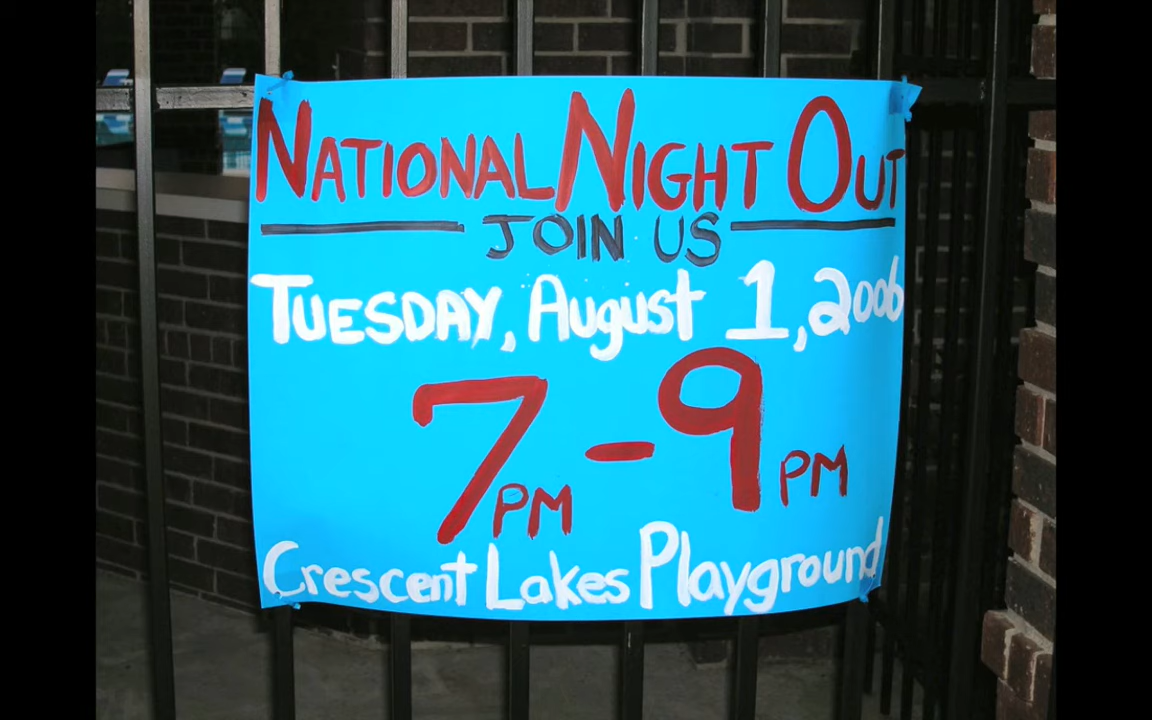 NATIONAL NIGHT OUT
JOIN US
TUESDAY, August 1, 2006
7PM - 9PM
Crescent Lakes Playground